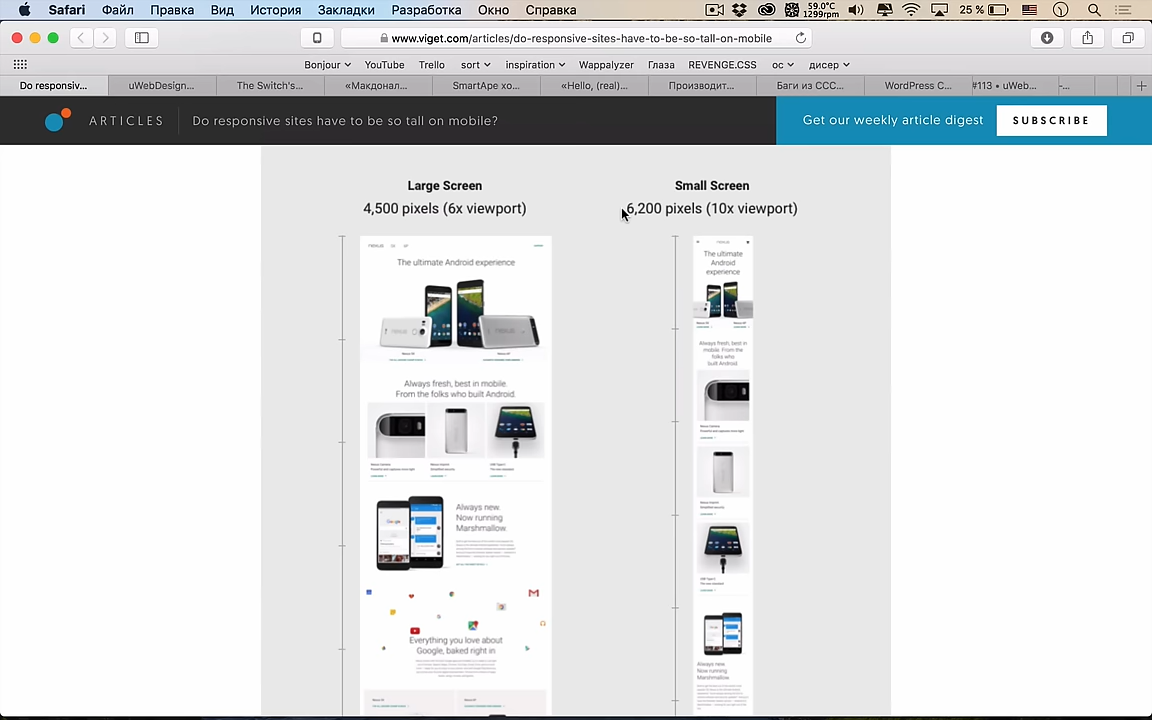 Safari Файл Правка Вид История Закладки Разработка Окно Справка 59.0°C 1299rpm 25 %
www.viget.com/articles/do-responsive-sites-have-to-be-so-tall-on-mobile
Bonjour YouTube Trello sort inspiration Wappalyzer Глаза REVENGE.CSS ос дисер
Do responsiv... uWebDesign... The Switch's... «Макдонал... SmartApe хо... «Hello, (real)... Производит... Баги из ССС... WordPress C... #113 • uWeb... -...
ARTICLES Do responsive sites have to be so tall on mobile? Get our weekly article digest SUBSCRIBE
Large Screen Small Screen
4,500 pixels (6x viewport) 6,200 pixels (10x viewport)
The ultimate Android experience
Always fresh, best in mobile.
From the folks who built Android.
Always new.
Now running
Marshmallow.
Everything you love about
Google, baked right in
The ultimate
Android
experience
Always fresh, best in
mobile. From the
folks who
built Android.
Always new.
Now running
Marshmallow.